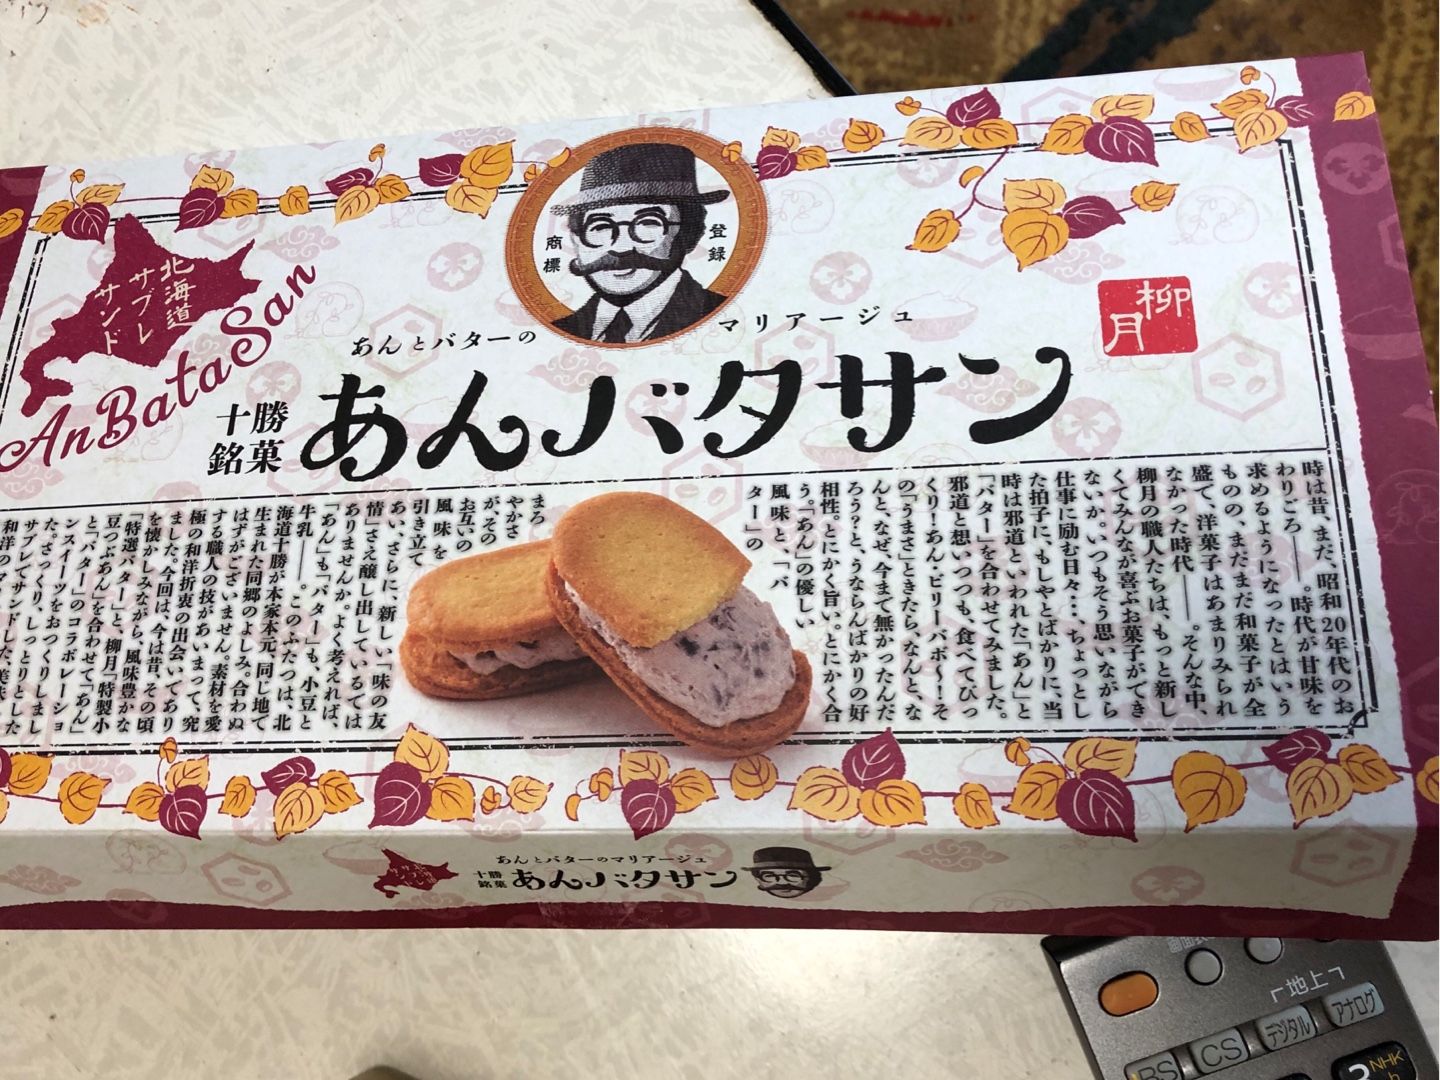 北海道
サブレ
サンド
AnBataSan
商標
登録
あんとバターの
マリアージュ
柳月
十勝
銘菓
あんバタサン
時は昔、まだ、昭和20年代のお
わりごろ――。時代が甘味を
求めるようになったとはいう
ものの、まだまだ和菓子が全
盛で、洋菓子はあまりみられ
なかった時代――。そんな中、
柳月の職人たちは、もっと新し
くてみんなが喜ぶお菓子ができ
ないか。いつもそう思いながら
仕事に励む日々…、ちょっとし
た拍子に、もしやとばかりに、当
時は邪道といわれた「あん」と
「バター」を合わせてみました。
邪道と想いつつも、食べてびっ
くり!あん・ビリーバボ〜!そ
の「うまさ」ときたら、なんと、な
んと、なぜ、今まで無かったんだ
ろう?と、うならんばかりの好
相性。とにかく旨い。とにかく合
う。「あん」の優しい
風味と、「バ
ター」の
まろ
やかさ
が、その
お互いの
風味を
引き立て
あい、さらに、新しい「味の友
情」さえ醸し出しているでは
ありませんか。よく考えれば、
「あん」も「バター」も、小豆と
牛乳――。このふたつは、北
海道十勝が本家本元、同じ地で
生まれた同郷のよしみ。合わぬ
はずがございません。素材を愛
する職人の技があいまって、究
極の和洋折衷の出会いであり
ました。今回は、今は昔、その頃
を懐かしみながら、風味豊かな
「特選バター」と、柳月「特製小
豆つぶあん」を合わせて「あん」
と「バター」のコラボレーショ
ンスイーツをおつくりしまし
た。さっくり、しっとりとした
サブレでサンドした、美味
和洋のマ
あんとバターのマリアージュ
十勝
銘菓
あんバタサン
地上
アナログ
デジタル
CS
BS
NHK